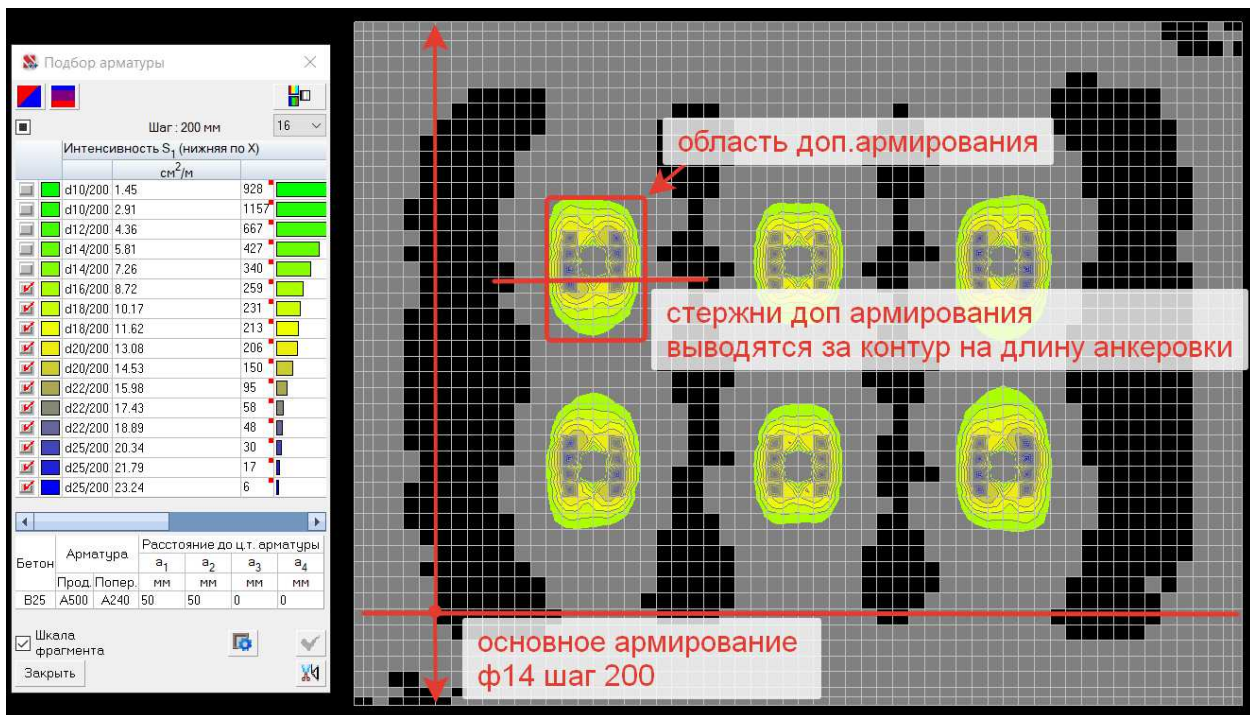 Подбор арматуры
Шаг : 200 мм
16
Интенсивность S1 (нижняя по X)
см2/м
d10/200 1.45 928
d10/200 2.91 1157
d12/200 4.36 667
d14/200 5.81 427
d14/200 7.26 340
d16/200 8.72 259
d18/200 10.17 231
d18/200 11.62 213
d20/200 13.08 206
d20/200 14.53 150
d22/200 15.98 95
d22/200 17.43 58
d22/200 18.89 48
d25/200 20.34 30
d25/200 21.79 17
d25/200 23.24 6
Бетон Арматура Расстояние до ц.т. арматуры
a1 a2 a3 a4
Прод. Попер. мм мм мм мм
B25 A500 A240 50 50 0 0
Шкала
фрагмента
Закрыть
область доп.армирования
стержни доп армирования
выводятся за контур на длину анкеровки
основное армирование
ф14 шаг 200